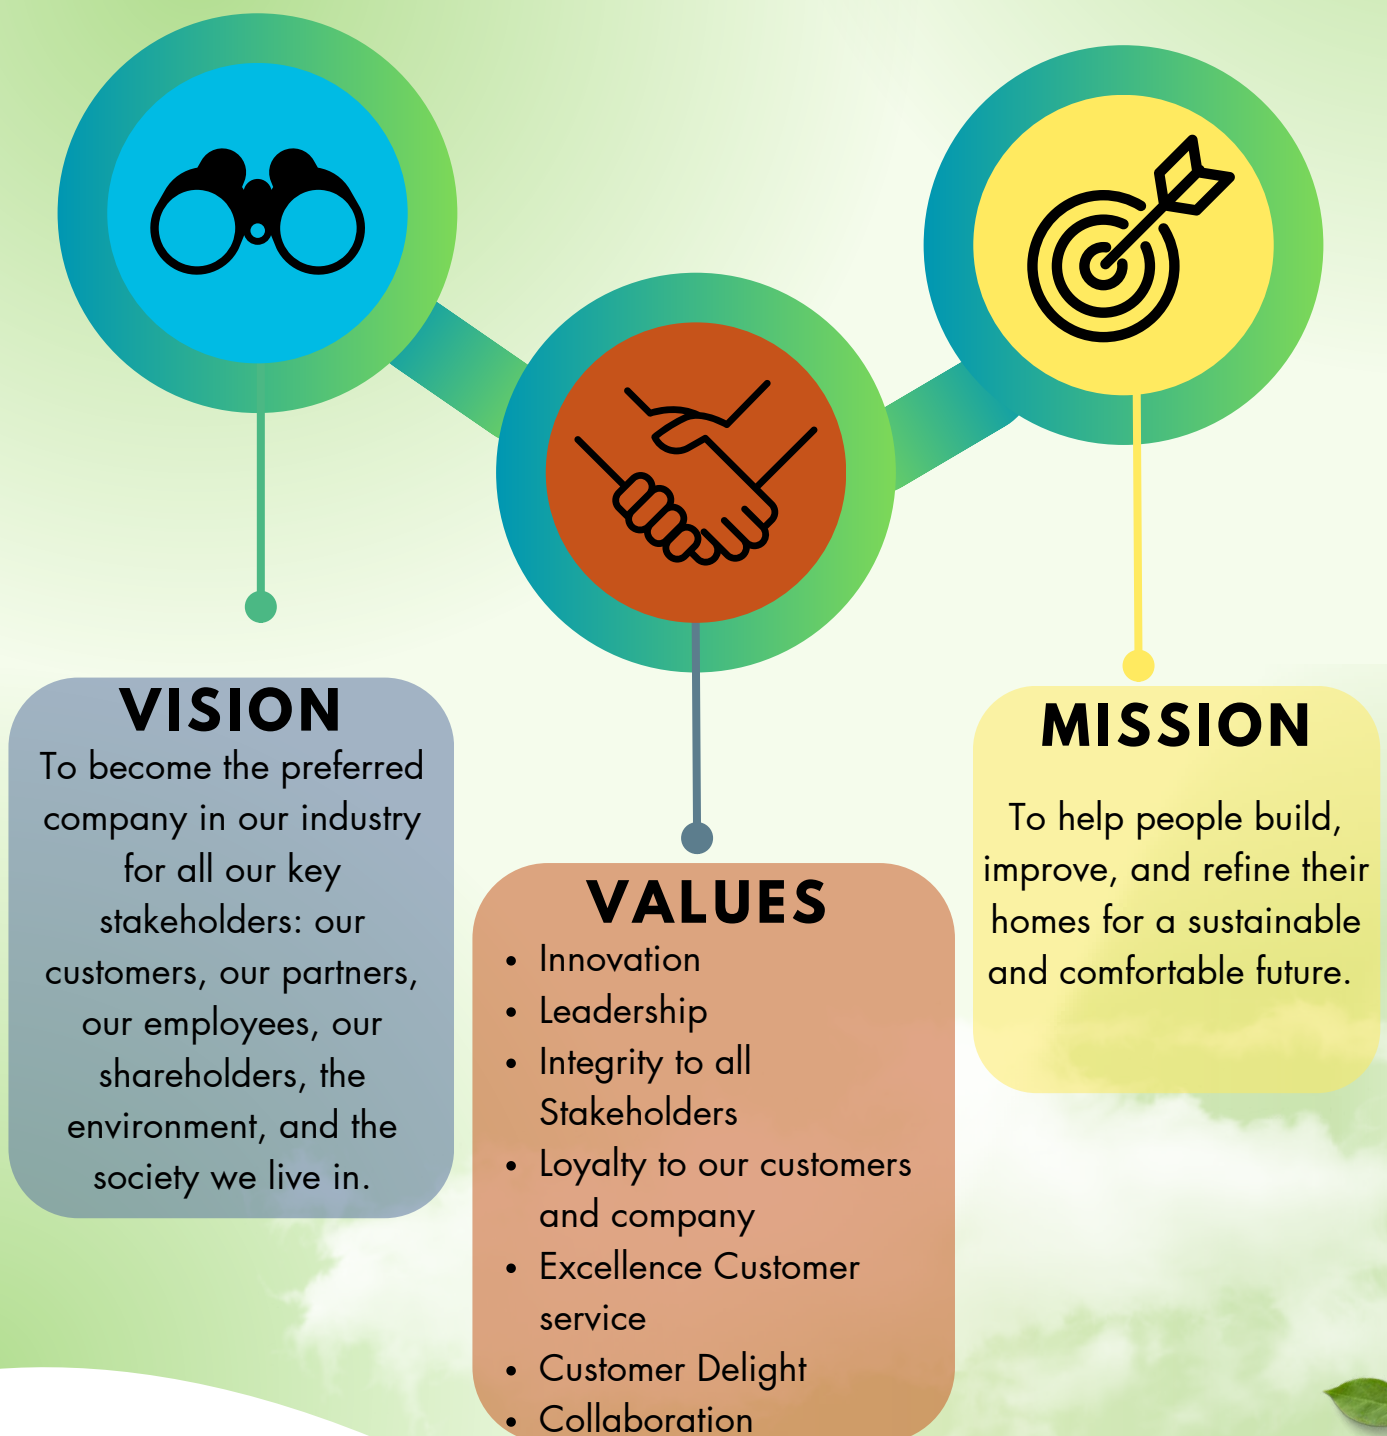 VISION
To become the preferred
company in our industry
for all our key
stakeholders: our
customers, our partners,
our employees, our
shareholders, the
environment, and the
society we live in.
VALUES
• Innovation
• Leadership
• Integrity to all
Stakeholders
• Loyalty to our customers
and company
• Excellence Customer
service
• Customer Delight
• Collaboration
MISSION
To help people build,
improve, and refine their
homes for a sustainable
and comfortable future.